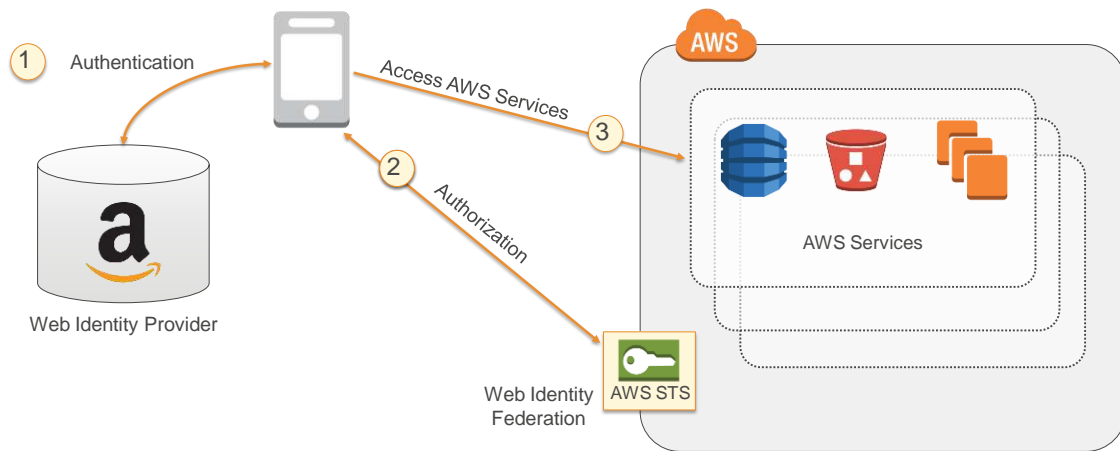 1
Authentication
AWS
Access AWS Services
3
2
Authorization
a
AWS Services
Web Identity Provider
Web Identity
Federation
AWS STS